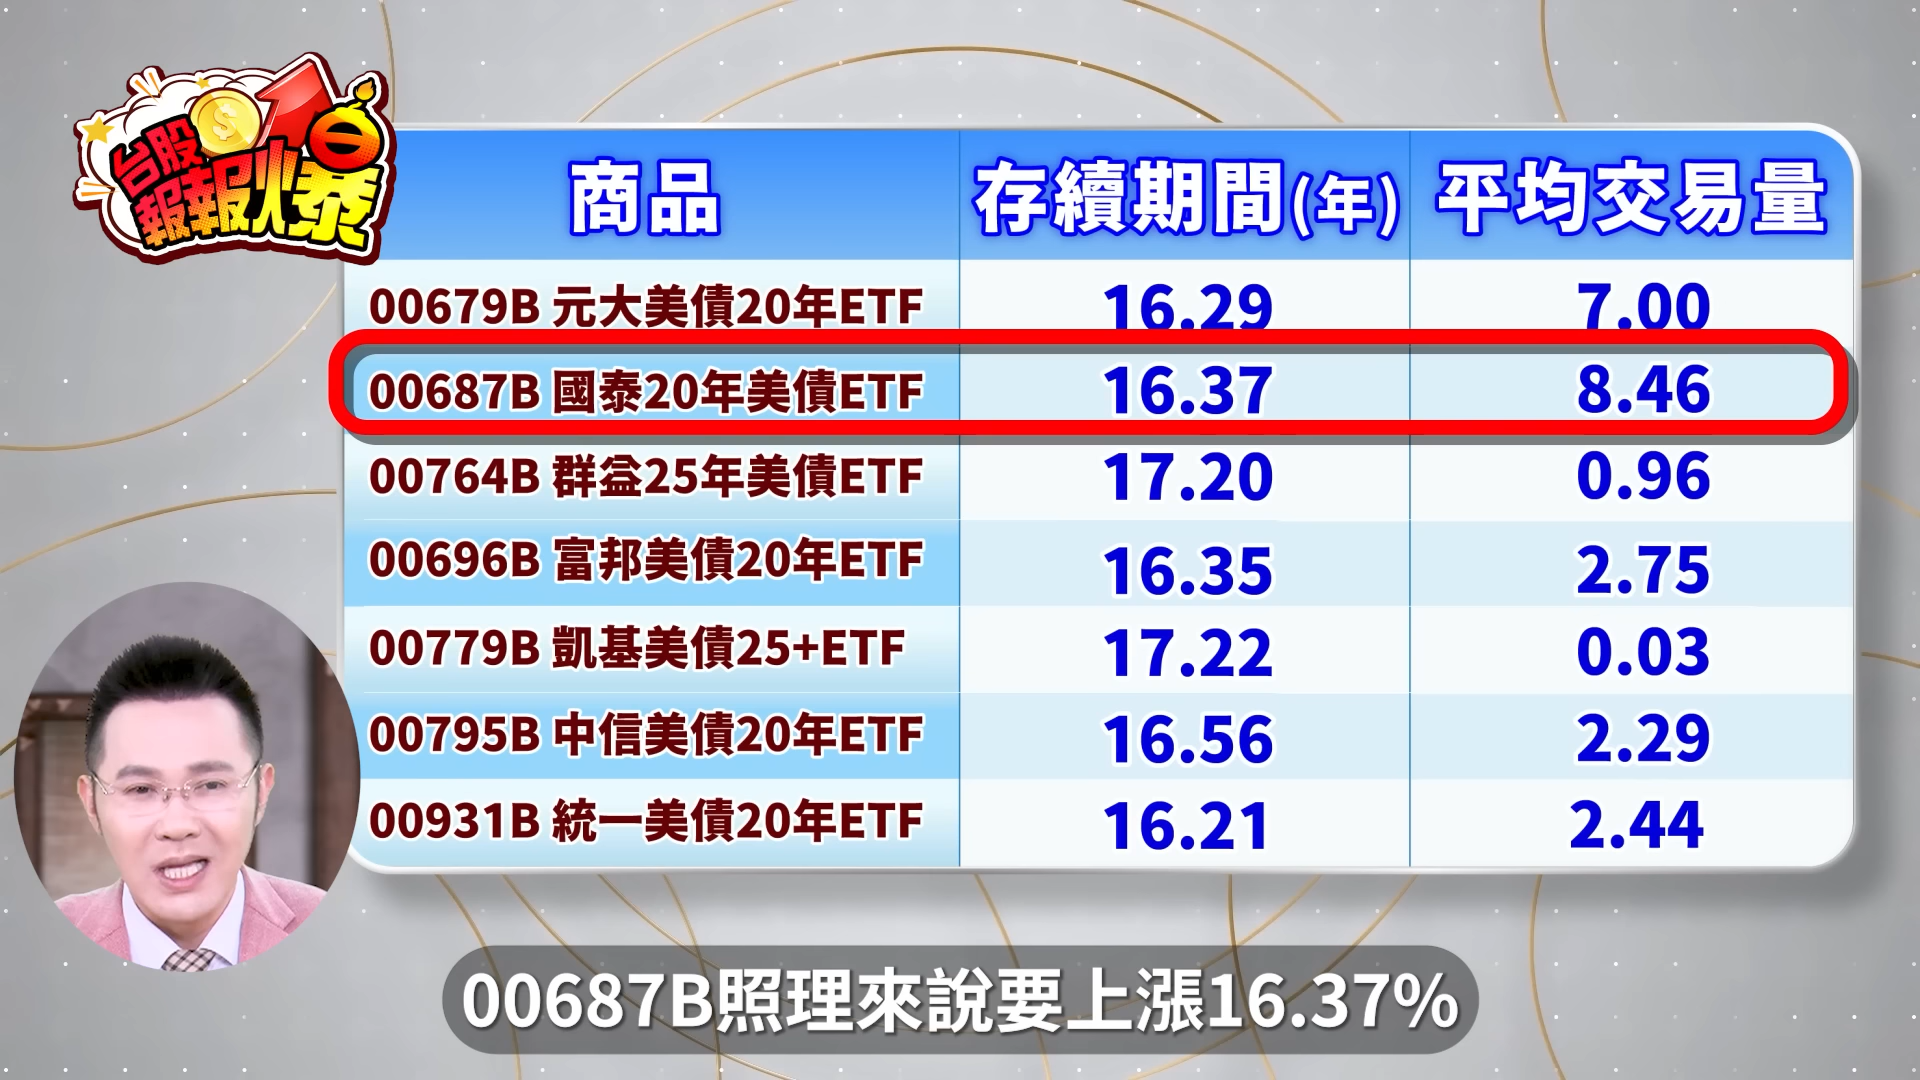 台股
報報爆
商品 存續期間(年) 平均交易量
00679B 元大美債20年ETF 16.29 7.00
00687B 國泰20年美債ETF 16.37 8.46
00764B 群益25年美債ETF 17.20 0.96
00696B 富邦美債20年ETF 16.35 2.75
00779B 凱基美債25+ETF 17.22 0.03
00795B 中信美債20年ETF 16.56 2.29
00931B 統一美債20年ETF 16.21 2.44
00687B照理來說要上漲16.37%